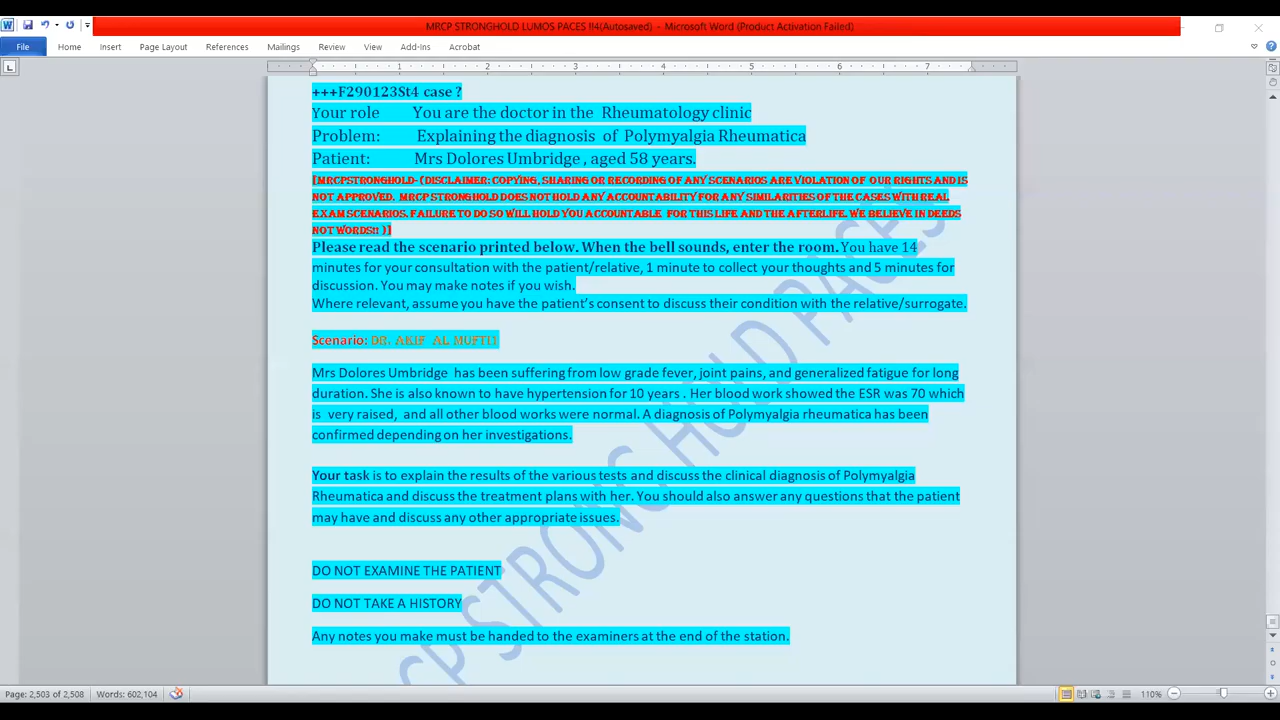 MRCP STRONGHOLD LUMOS PACES !!4(Autosaved) - Microsoft Word (Product Activation Failed)
File Home Insert Page Layout References Mailings Review View Add-Ins Acrobat
1 2 3 4 5 6 7
+++F290123St4 case ?
Your role You are the doctor in the Rheumatology clinic
Problem: Explaining the diagnosis of Polymyalgia Rheumatica
Patient: Mrs Dolores Umbridge , aged 58 years.
[MRCPSTRONGHOLD- (DISCLAIMER: COPYING, SHARING OR RECORDING OF ANY SCENARIOS ARE VIOLATION OF OUR RIGHTS AND IS
NOT APPROVED, MRCP STRONGHOLD DOES NOT HOLD ANY ACCOUNTABILITY FOR ANY SIMILARITIES OF THE CASES WITH REAL
EXAM SCENARIOS. FAILURE TO DO SO WILL HOLD YOU ACCOUNTABLE FOR THIS LIFE AND THE AFTERLIFE. WE BELIEVE IN DEEDS
NOT WORDS!! )]
Please read the scenario printed below. When the bell sounds, enter the room. You have 14
minutes for your consultation with the patient/relative, 1 minute to collect your thoughts and 5 minutes for
discussion. You may make notes if you wish.
Where relevant, assume you have the patient's consent to discuss their condition with the relative/surrogate.
Scenario: DR. AKIF AL MUFTI)
Mrs Dolores Umbridge has been suffering from low grade fever, joint pains, and generalized fatigue for long
duration. She is also known to have hypertension for 10 years . Her blood work showed the ESR was 70 which
is very raised, and all other blood works were normal. A diagnosis of Polymyalgia rheumatica has been
confirmed depending on her investigations.
Your task is to explain the results of the various tests and discuss the clinical diagnosis of Polymyalgia
Rheumatica and discuss the treatment plans with her. You should also answer any questions that the patient
may have and discuss any other appropriate issues.
DO NOT EXAMINE THE PATIENT
DO NOT TAKE A HISTORY
Any notes you make must be handed to the examiners at the end of the station.
MRCP STRONG HOLD PACES
Page: 2,503 of 2,508 Words: 602,104 110%